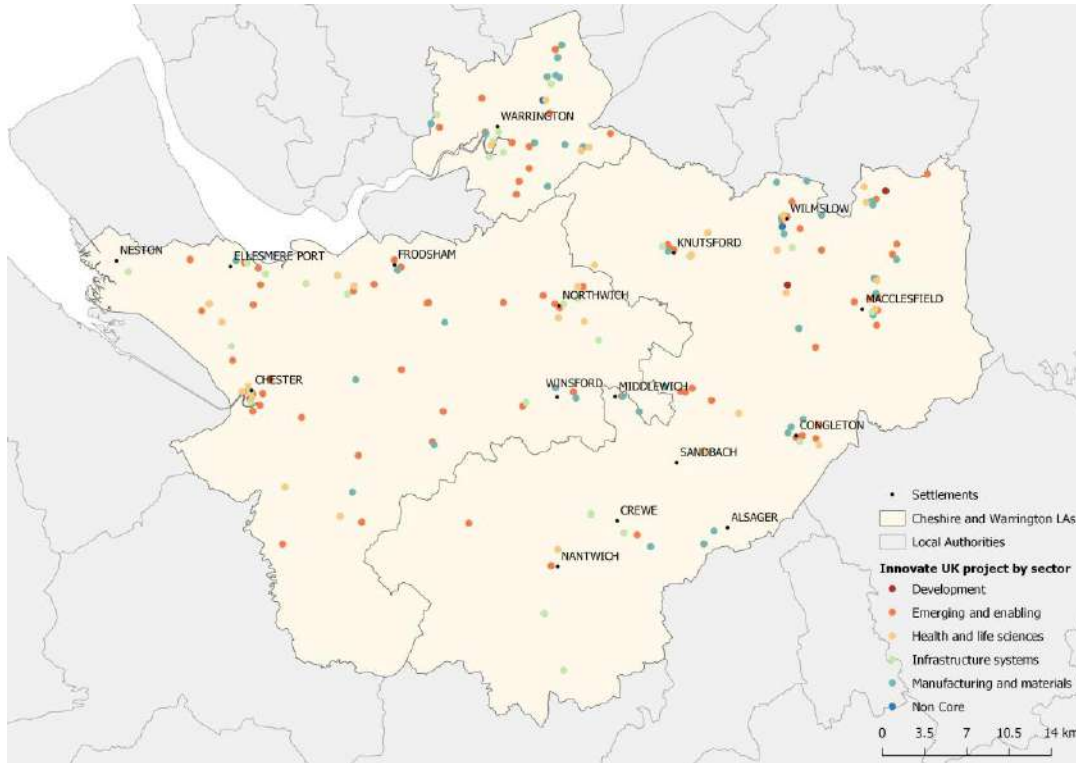 WARRINGTON
WILMSLOW
KNUTSFORD
NESTON
ELLESMERE PORT
FRODSHAM
NORTHWICH
MACCLESFIELD
CHESTER
WINSFORD
MIDDLEWICH
CONGLETON
SANDBACH
CREWE
ALSAGER
NANTWICH
Settlements
Cheshire and Warrington LAs
Local Authorities
Innovate UK project by sector
Development
Emerging and enabling
Health and life sciences
Infrastructure systems
Manufacturing and materials
Non Core
0 3.5 7 10.5 14 km